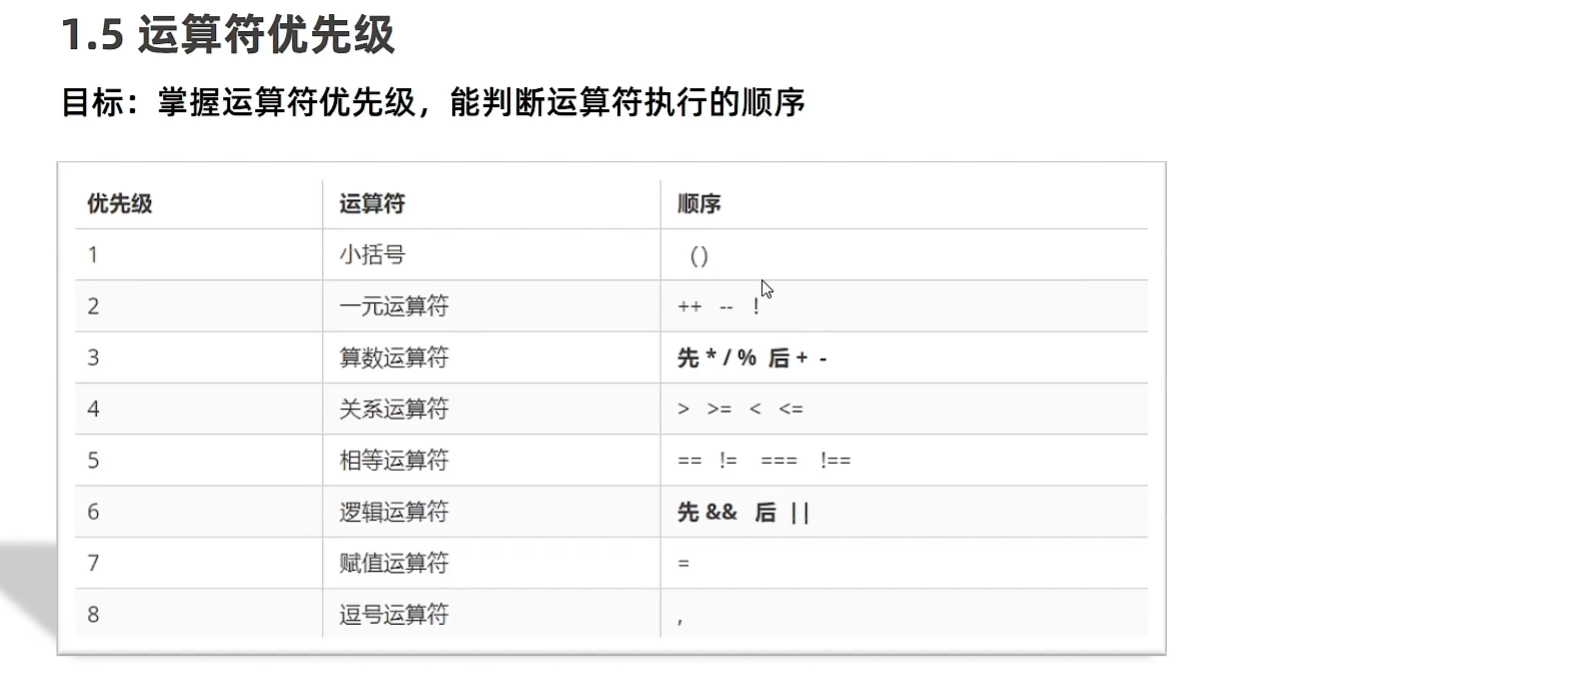 1.5 运算符优先级
目标：掌握运算符优先级，能判断运算符执行的顺序
优先级 运算符 顺序
1 小括号 ()
2 一元运算符 ++ -- !
3 算数运算符 先 * / % 后 + -
4 关系运算符 > >= < <=
5 相等运算符 == != === !==
6 逻辑运算符 先 && 后 ||
7 赋值运算符 =
8 逗号运算符 ,